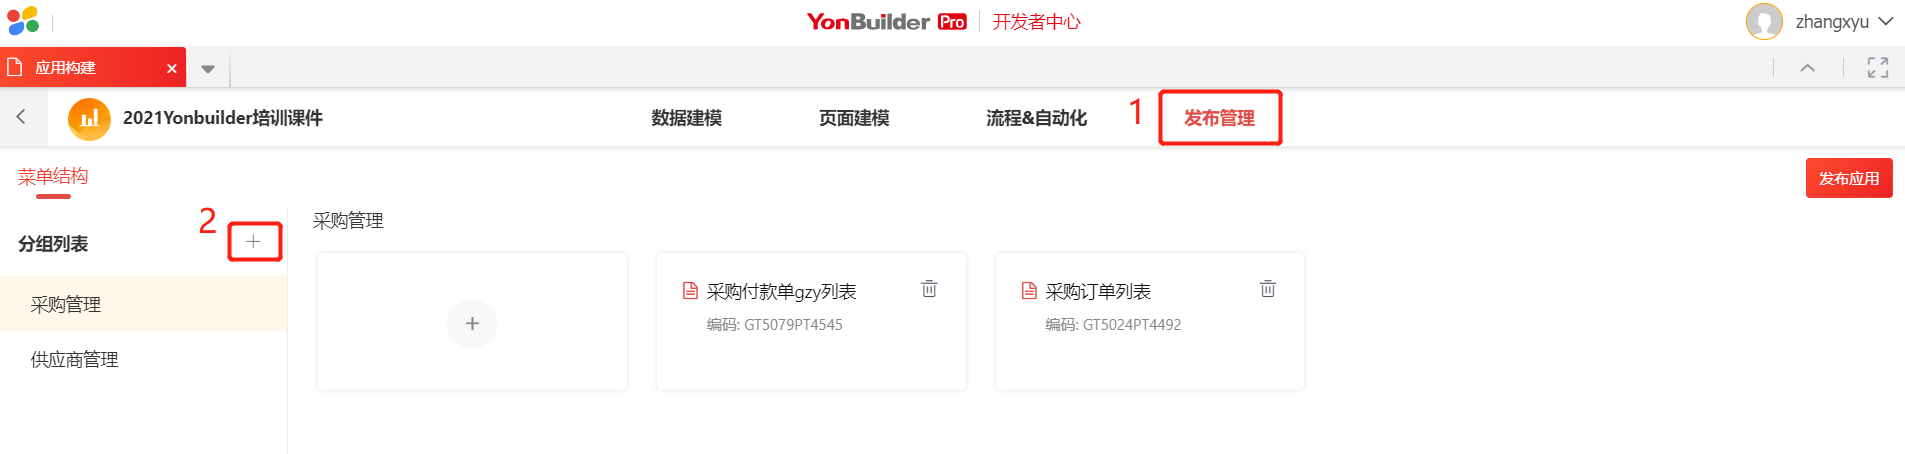 YonBuilder Pro 开发者中心
zhangxyu
应用构建
2021Yonbuilder培训课件
数据建模
页面建模
流程&自动化
1
发布管理
菜单结构
发布应用
2
分组列表
采购管理
供应商管理
采购管理
采购付款单gzy列表
编码: GT5079PT4545
采购订单列表
编码: GT5024PT4492